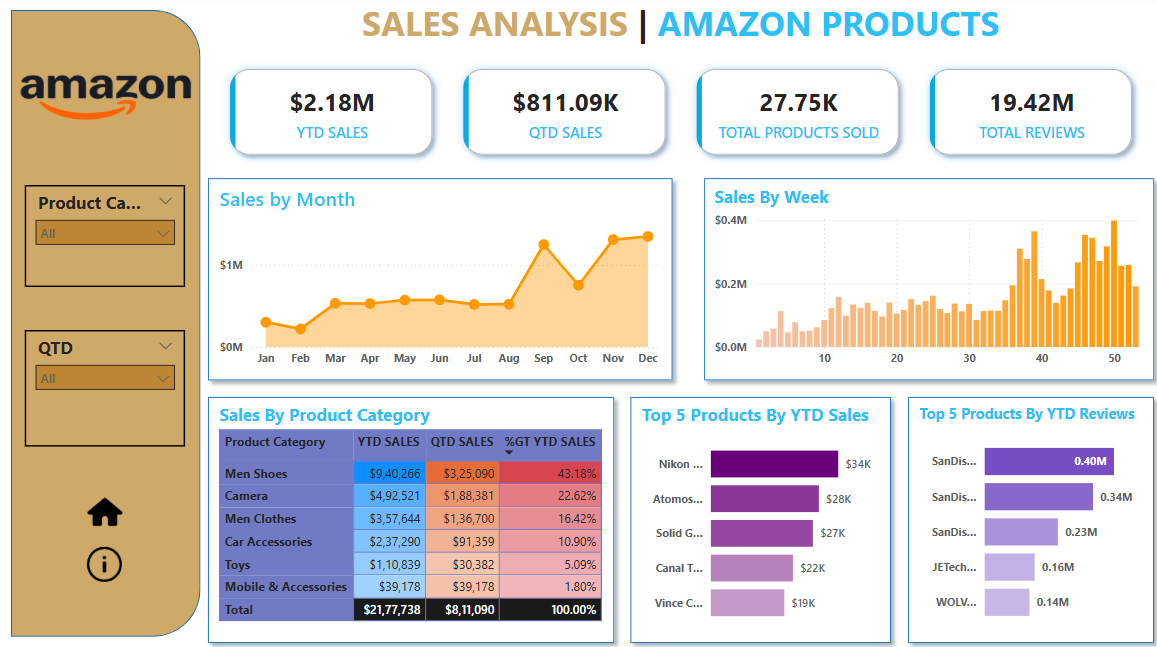 SALES ANALYSIS | AMAZON PRODUCTS
amazon
Product Ca...
All
QTD
All
$2.18M
YTD SALES
$811.09K
QTD SALES
27.75K
TOTAL PRODUCTS SOLD
19.42M
TOTAL REVIEWS
Sales by Month
$1M
$0M
Jan Feb Mar Apr May Jun Jul Aug Sep Oct Nov Dec
Sales By Week
$0.4M
$0.2M
$0.0M
10 20 30 40 50
Sales By Product Category
Product Category YTD SALES QTD SALES %GT YTD SALES
Men Shoes $9,40,266 $3,25,090 43.18%
Camera $4,92,521 $1,88,381 22.62%
Men Clothes $3,57,644 $1,36,700 16.42%
Car Accessories $2,37,290 $91,359 10.90%
Toys $1,10,839 $30,382 5.09%
Mobile & Accessories $39,178 $39,178 1.80%
Total $21,77,738 $8,11,090 100.00%
Top 5 Products By YTD Sales
Nikon ... $34K
Atomos... $28K
Solid G... $27K
Canal T... $22K
Vince C... $19K
Top 5 Products By YTD Reviews
SanDis... 0.40M
SanDis... 0.34M
SanDis... 0.23M
JETech... 0.16M
WOLV... 0.14M